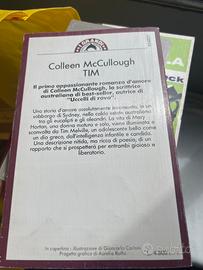 Colleen McCullough
TIM
Il primo appassionante romanzo d'amore
di Colleen McCullough, la scrittrice
australiana di best-seller, autrice di
"Uccelli di rovo".
Una storia d'amore assolutamente inconsueta, in un
sobborgo di Sydney, nella calda estate australiana
tra gli eucalipti e gli oleandri. La vita di Mary
Horton, una donna matura e sola, viene illuminata e
da Tim Melville, un adolescente bello come
un dio greco, dall'intelligenza infantile e candida.
Una descrizione nitida, ma ricca di poesia, di un
rapporto che si prospetterà per entrambi gioioso e
liberatorio.
In copertina: illustrazione di Giancarlo
Progetto grafico di Aurelia Raffo
ock